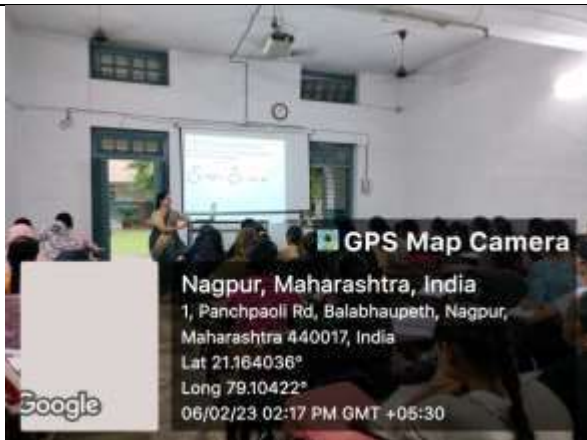 GPS Map Camera
Nagpur, Maharashtra, India
1, Panchpaoli Rd, Balabhaupeth, Nagpur,
Maharashtra 440017, India
Lat 21.164036°
Long 79.10422°
06/02/23 02:17 PM GMT +05:30
Google